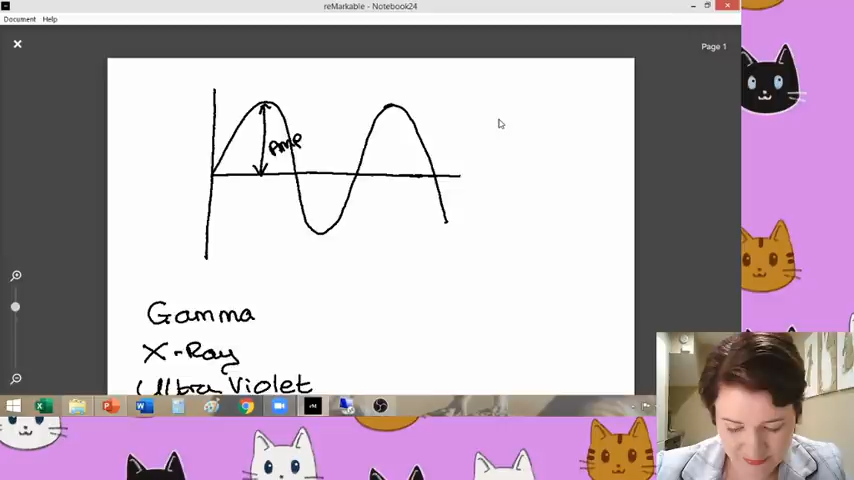 reMarkable - Notebook24
Document Help
Page 1
Amp
Gamma
X-Ray
Ultra Violet